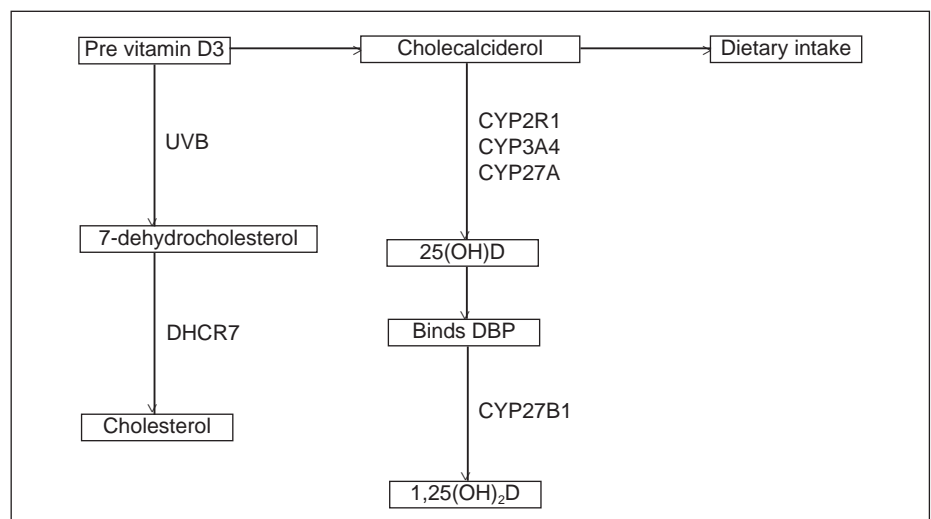 Pre vitamin D3
Cholecalciderol
Dietary intake
UVB
CYP2R1
CYP3A4
CYP27A
7-dehydrocholesterol
25(OH)D
DHCR7
Binds DBP
Cholesterol
CYP27B1
1,25(OH)₂D